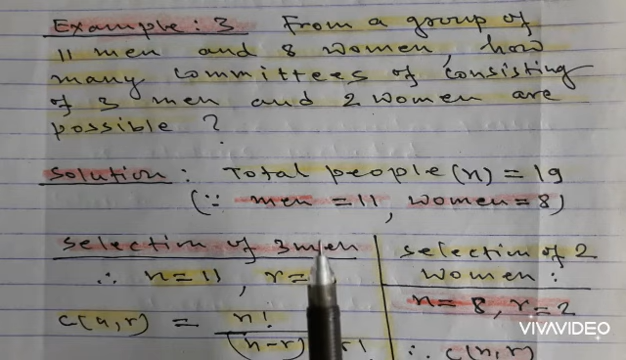 Example: 3 From a group of
11 men and 8 women, how
many committees of consisting
of 3 men and 2 women are
possible ?
Solution: Total people (n) = 19
(∵ men = 11, women = 8)
Selection of 3 men
∴ n = 11, r =
C(n,r) = n!
(n-r) r!
Selection of 2
women:
n = 8, r = 2
∴ C(n,r)
VIVAVIDEO